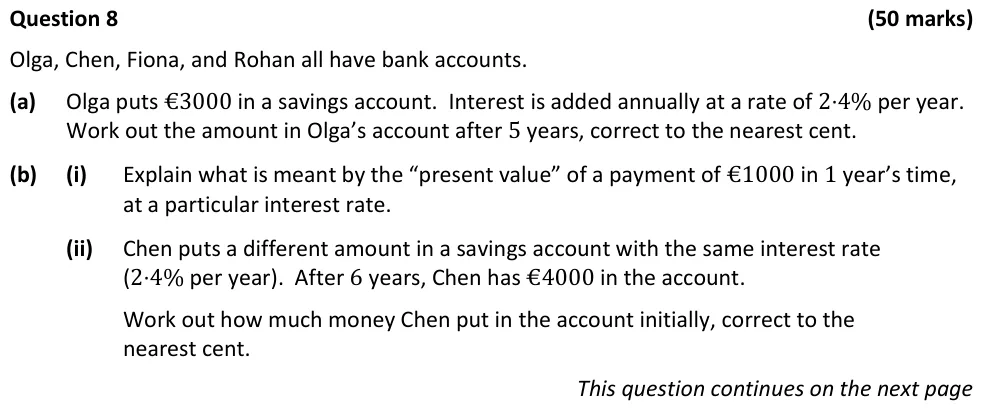 Question 8 (50 marks)
Olga, Chen, Fiona, and Rohan all have bank accounts.
(a) Olga puts €3000 in a savings account. Interest is added annually at a rate of 2·4% per year.
Work out the amount in Olga’s account after 5 years, correct to the nearest cent.
(b) (i) Explain what is meant by the “present value” of a payment of €1000 in 1 year’s time,
at a particular interest rate.
(ii) Chen puts a different amount in a savings account with the same interest rate
(2·4% per year). After 6 years, Chen has €4000 in the account.
Work out how much money Chen put in the account initially, correct to the
nearest cent.
This question continues on the next page